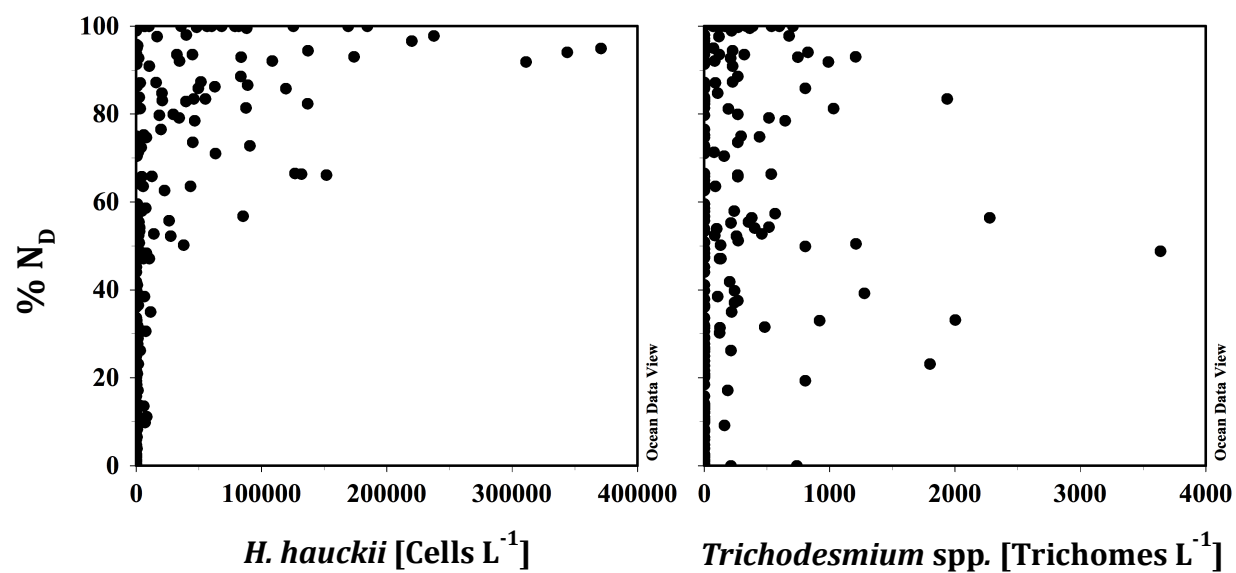 % N_D
100
80
60
40
20
0
0 100000 200000 300000 400000
H. hauckii [Cells L^-1]
Ocean Data View
0 1000 2000 3000 4000
Trichodesmium spp. [Trichomes L^-1]
Ocean Data View